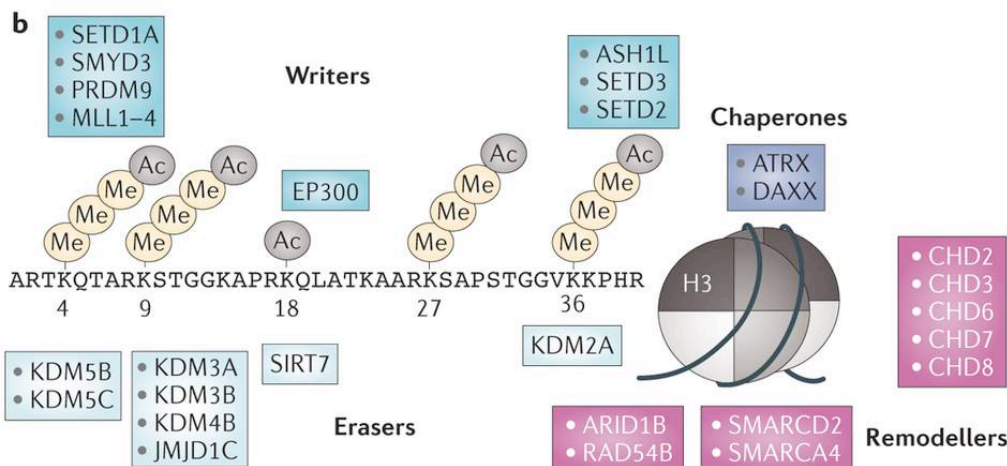 b
• SETD1A
• SMYD3
• PRDM9
• MLL1–4
Writers
• ASH1L
• SETD3
• SETD2
Chaperones
• ATRX
• DAXX
Ac
Me
Me
Me
Ac
Me
Me
Me
EP300
Ac
Ac
Me
Me
Me
Ac
Me
Me
Me
ARTKQTARKSTGGKAPRKQLATKAARKSAPSTGGVKKPHR
4 9 18 27 36
H3
• CHD2
• CHD3
• CHD6
• CHD7
• CHD8
• KDM5B
• KDM5C
• KDM3A
• KDM3B
• KDM4B
• JMJD1C
SIRT7
Erasers
KDM2A
• ARID1B
• RAD54B
• SMARCD2
• SMARCA4
Remodellers